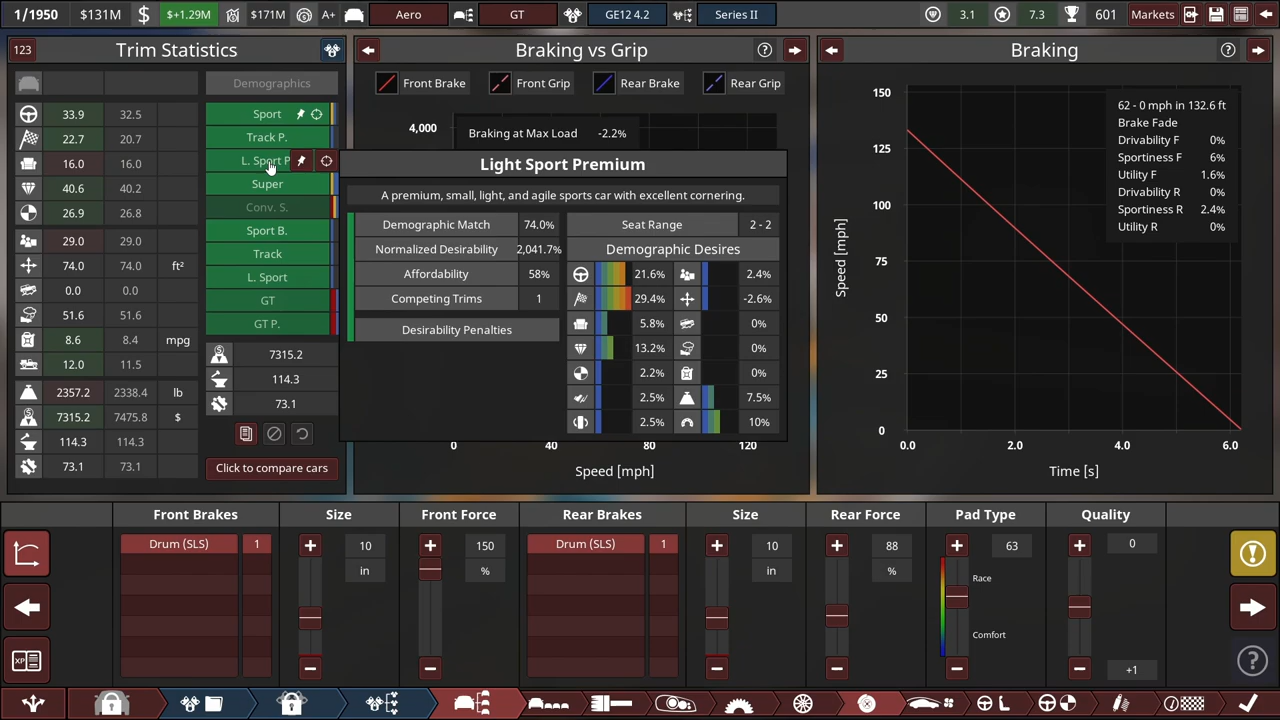 1/1950 $131M $ $+1.29M $171M A+ Aero GT GE12 4.2 Series II 3.1 7.3 601 Markets
123 Trim Statistics
Braking vs Grip ?
Braking ?
Demographics
Front Brake Front Grip Rear Brake Rear Grip
33.9 32.5
22.7 20.7
16.0 16.0
40.6 40.2
26.9 26.8
29.0 29.0
74.0 74.0 ft²
0.0 0.0
51.6 51.6
8.6 8.4 mpg
12.0 11.5
2357.2 2338.4 lb
7315.2 7475.8 $
114.3 114.3
73.1 73.1
Sport
Track P.
L. Sport P
Super
Conv. S.
Sport B.
Track
L. Sport
GT
GT P.
7315.2
114.3
73.1
Click to compare cars
4,000
Braking at Max Load -2.2%
Light Sport Premium
A premium, small, light, and agile sports car with excellent cornering.
Demographic Match 74.0%
Normalized Desirability 2,041.7%
Affordability 58%
Competing Trims 1
Desirability Penalties
Seat Range 2 - 2
Demographic Desires
21.6% 2.4%
29.4% -2.6%
5.8% 0%
13.2% 0%
2.2% 0%
2.5% 7.5%
2.5% 10%
0 40 80 120
Speed [mph]
150
125
100
75
50
25
0
Speed [mph]
62 - 0 mph in 132.6 ft
Brake Fade
Drivability F 0%
Sportiness F 6%
Utility F 1.6%
Drivability R 0%
Sportiness R 2.4%
Utility R 0%
0.0 2.0 4.0 6.0
Time [s]
Front Brakes Size Front Force Rear Brakes Size Rear Force Pad Type Quality
Drum (SLS) 1
+ 10 in −
+ 150 % −
Drum (SLS) 1
+ 10 in −
+ 88 % −
+ 63 Race Comfort −
+ 0 +1 −
XP
!
?